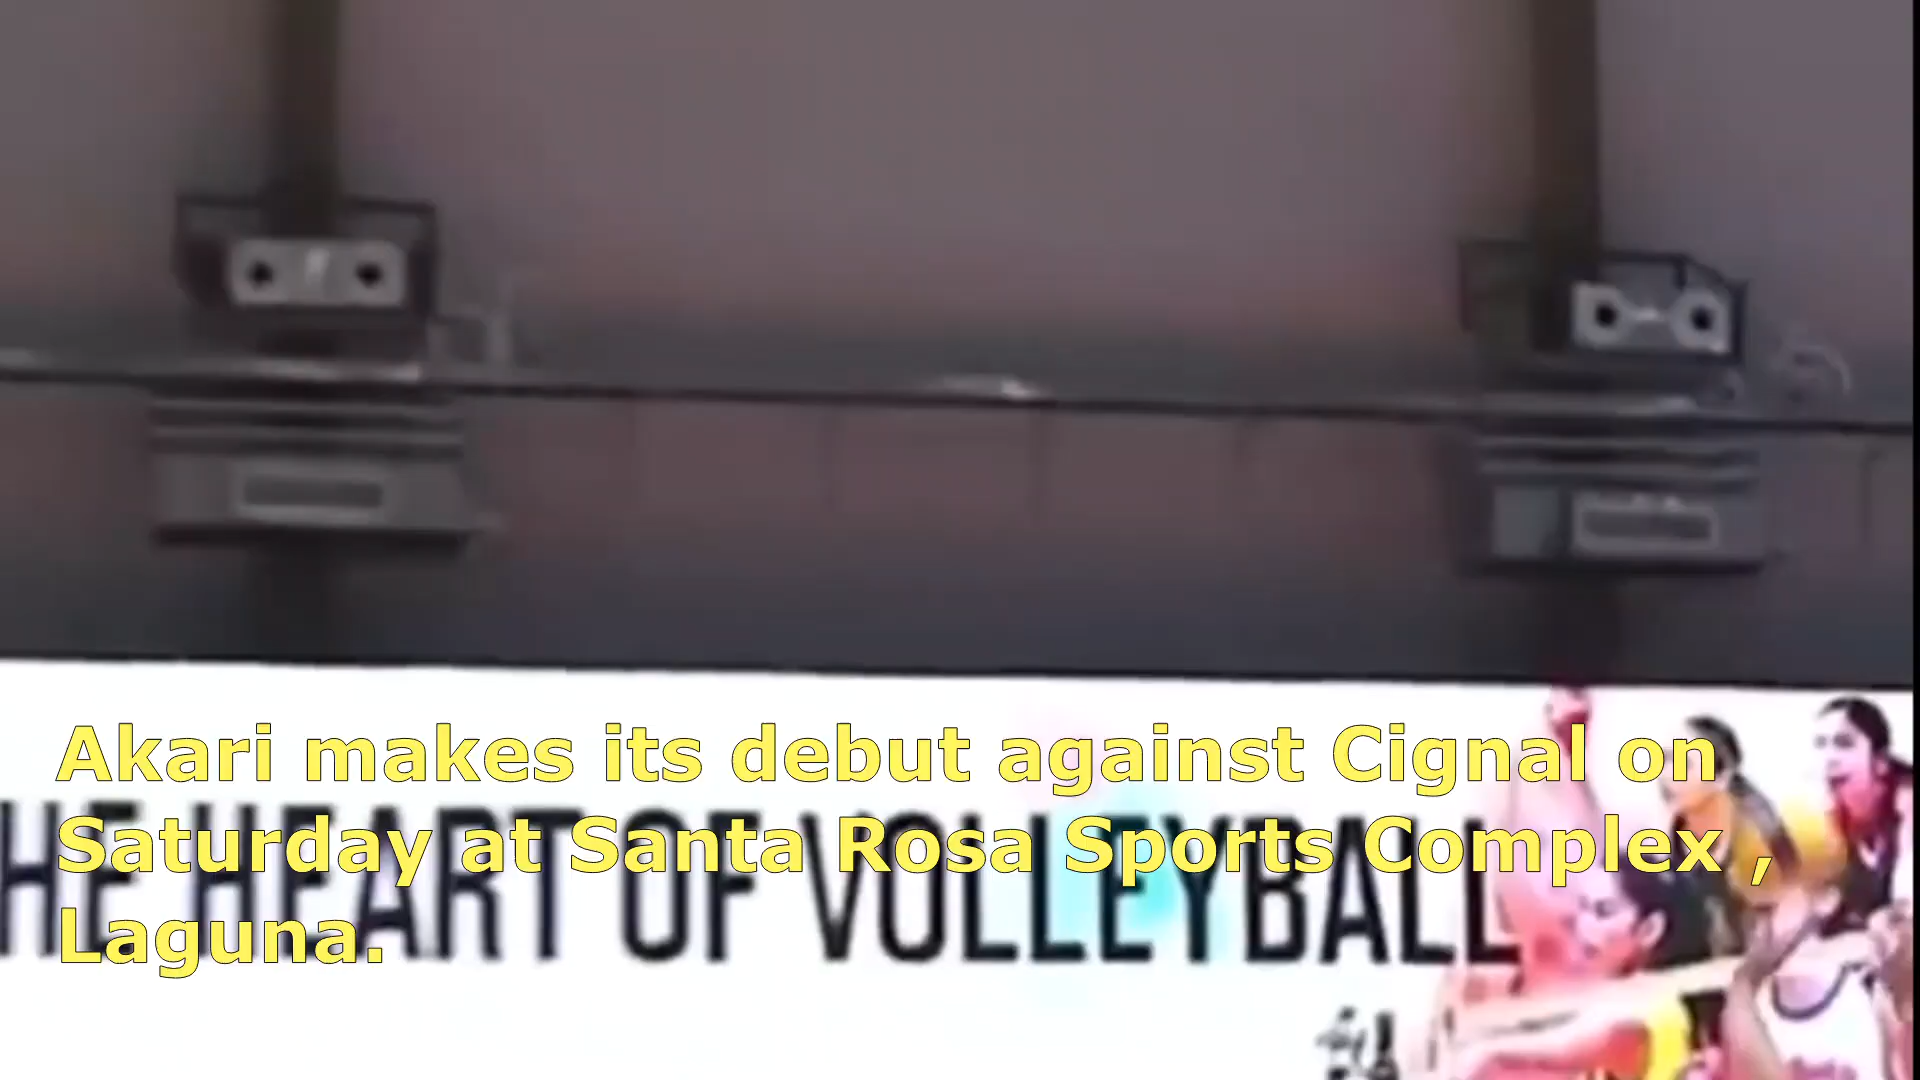 Akari makes its debut against Cignal on
Saturday at Santa Rosa Sports Complex ,
Laguna.
HE HEART OF VOLLEYBALL